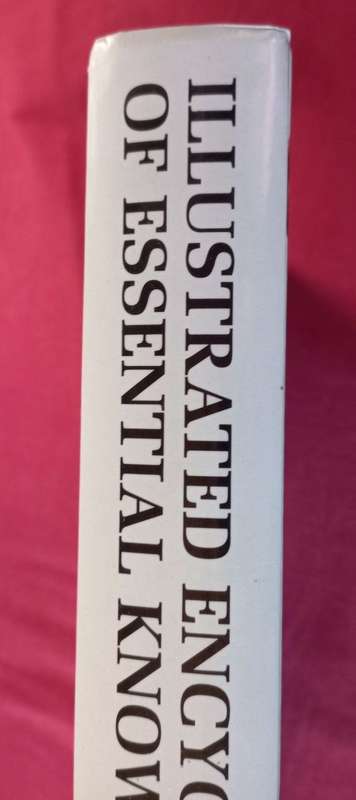 ILLUSTRATED ENCYC
OF ESSENTIAL KNOW